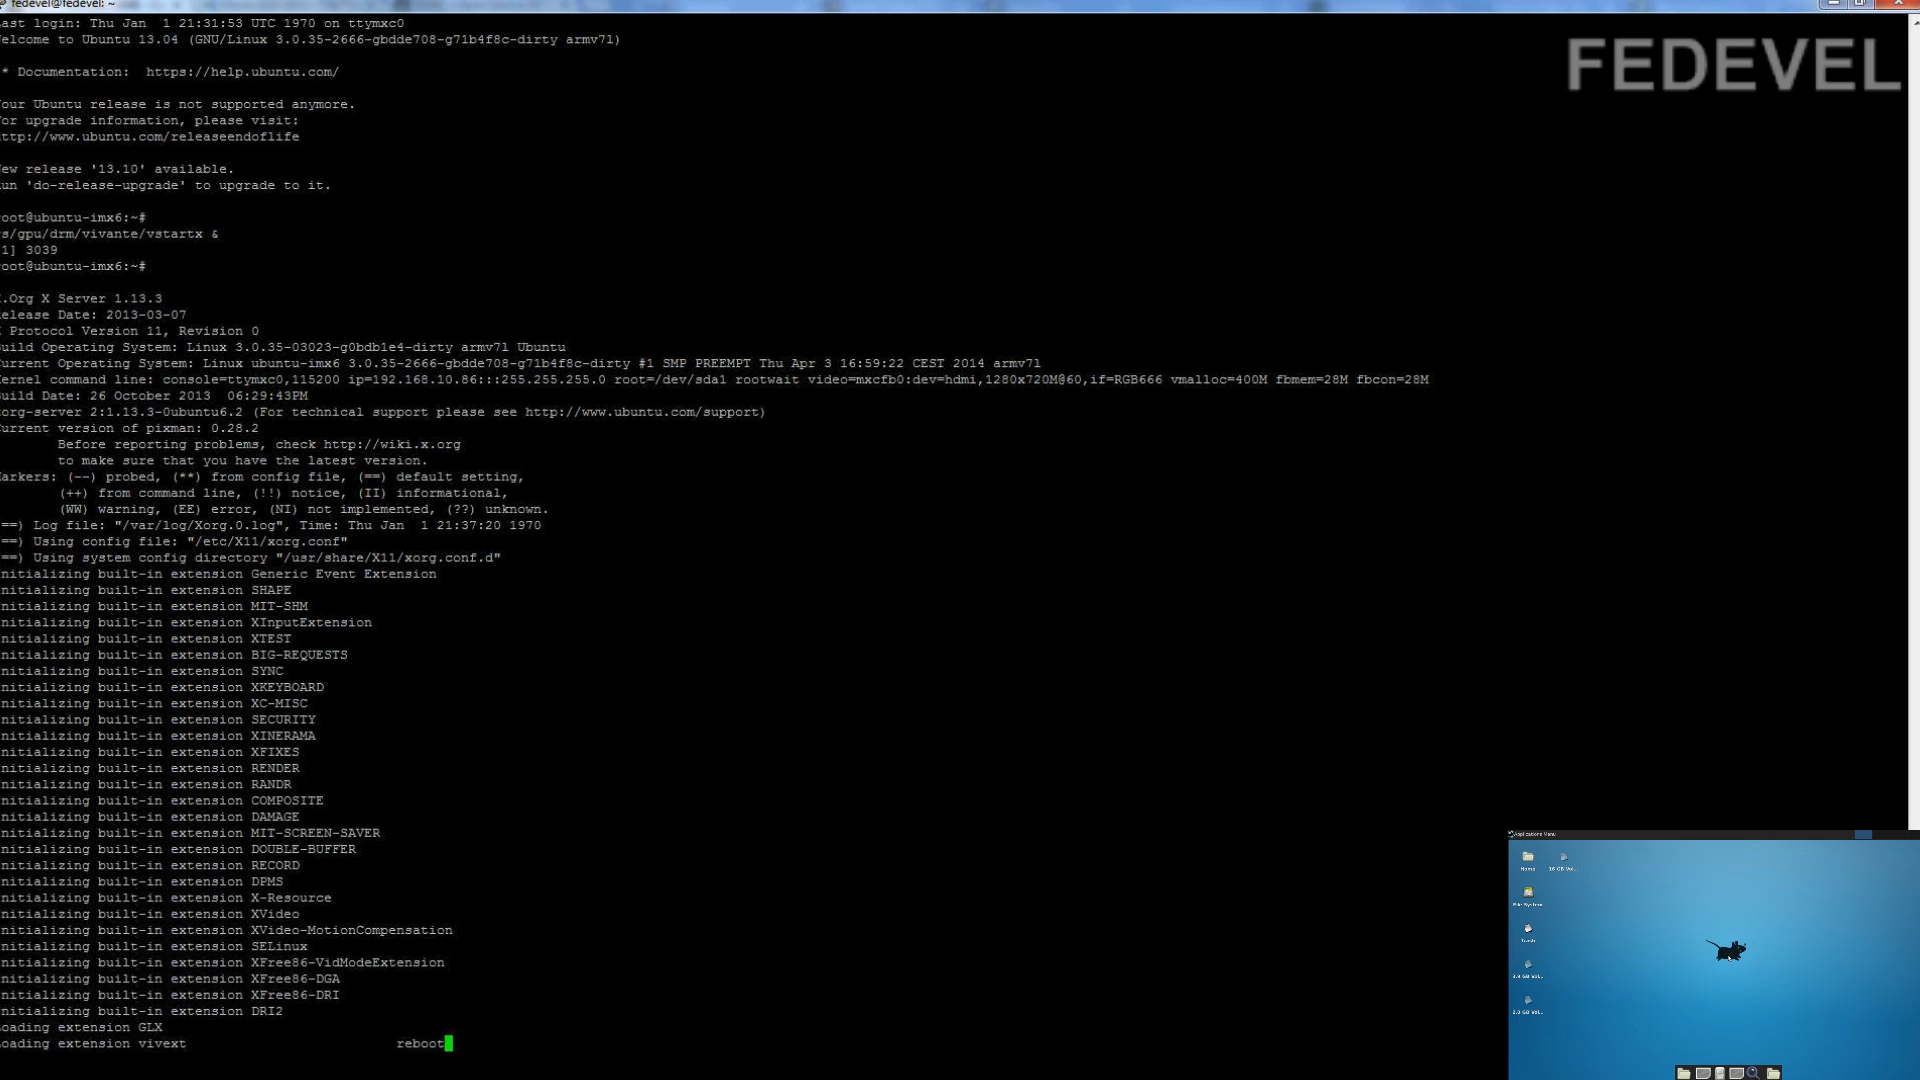 fedevel@fedevel: ~
FEDEVEL
Last login: Thu Jan  1 21:31:53 UTC 1970 on ttymxc0
elcome to Ubuntu 13.04 (GNU/Linux 3.0.35-2666-gbdde708-g71b4f8c-dirty armv7l)
* Documentation:  https://help.ubuntu.com/
our Ubuntu release is not supported anymore.
or upgrade information, please visit:
ttp://www.ubuntu.com/releaseendoflife
ew release '13.10' available.
un 'do-release-upgrade' to upgrade to it.
oot@ubuntu-imx6:~#
s/gpu/drm/vivante/vstartx &
1] 3039
oot@ubuntu-imx6:~#
.Org X Server 1.13.3
elease Date: 2013-03-07
Protocol Version 11, Revision 0
uild Operating System: Linux 3.0.35-03023-g0bdb1e4-dirty armv7l Ubuntu
urrent Operating System: Linux ubuntu-imx6 3.0.35-2666-gbdde708-g71b4f8c-dirty #1 SMP PREEMPT Thu Apr 3 16:59:22 CEST 2014 armv7l
ernel command line: console=ttymxc0,115200 ip=192.168.10.86:::255.255.255.0 root=/dev/sda1 rootwait video=mxcfb0:dev=hdmi,1280x720M@60,if=RGB666 vmalloc=400M fbmem=28M fbcon=28M
uild Date: 26 October 2013  06:29:43PM
org-server 2:1.13.3-0ubuntu6.2 (For technical support please see http://www.ubuntu.com/support)
urrent version of pixman: 0.28.2
Before reporting problems, check http://wiki.x.org
to make sure that you have the latest version.
arkers: (--) probed, (**) from config file, (==) default setting,
(++) from command line, (!!) notice, (II) informational,
(WW) warning, (EE) error, (NI) not implemented, (??) unknown.
==) Log file: "/var/log/Xorg.0.log", Time: Thu Jan  1 21:37:20 1970
==) Using config file: "/etc/X11/xorg.conf"
==) Using system config directory "/usr/share/X11/xorg.conf.d"
nitializing built-in extension Generic Event Extension
nitializing built-in extension SHAPE
nitializing built-in extension MIT-SHM
nitializing built-in extension XInputExtension
nitializing built-in extension XTEST
nitializing built-in extension BIG-REQUESTS
nitializing built-in extension SYNC
nitializing built-in extension XKEYBOARD
nitializing built-in extension XC-MISC
nitializing built-in extension SECURITY
nitializing built-in extension XINERAMA
nitializing built-in extension XFIXES
nitializing built-in extension RENDER
nitializing built-in extension RANDR
nitializing built-in extension COMPOSITE
nitializing built-in extension DAMAGE
nitializing built-in extension MIT-SCREEN-SAVER
nitializing built-in extension DOUBLE-BUFFER
nitializing built-in extension RECORD
nitializing built-in extension DPMS
nitializing built-in extension X-Resource
nitializing built-in extension XVideo
nitializing built-in extension XVideo-MotionCompensation
nitializing built-in extension SELinux
nitializing built-in extension XFree86-VidModeExtension
nitializing built-in extension XFree86-DGA
nitializing built-in extension XFree86-DRI
nitializing built-in extension DRI2
oading extension GLX
oading extension vivext reboot
Applications Menu
Home
16 GB Vol...
File System
Trash